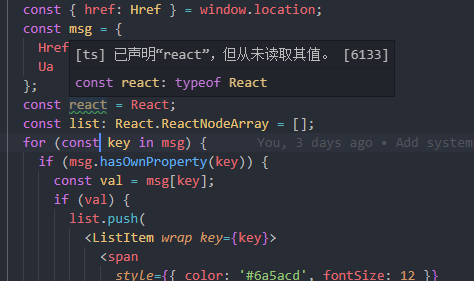 const { href: Href } = window.location;
const msg = {
Href
[ts] 已声明“react”，但从未读取其值。 [6133]
Ua
const react: typeof React
};
const react = React;
const list: React.ReactNodeArray = [];
for (const key in msg) { You, 3 days ago • Add system
if (msg.hasOwnProperty(key)) {
const val = msg[key];
if (val) {
list.push(
<ListItem wrap key={key}>
<span
style={{ color: '#6a5acd', fontSize: 12 }}